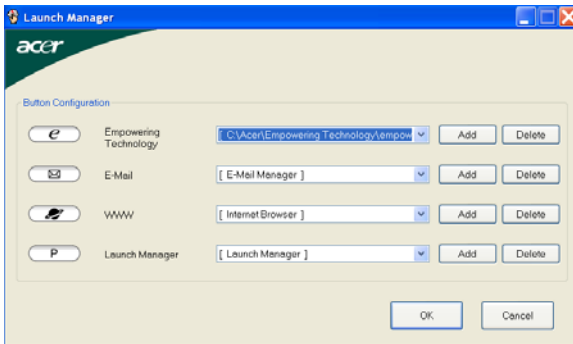 Launch Manager
acer
Button Configuration
e Empowering Technology [ C:\Acer\Empowering Technology\empow Add Delete
E-Mail [ E-Mail Manager ] Add Delete
WWW [ Internet Browser ] Add Delete
P Launch Manager [ Launch Manager ] Add Delete
OK Cancel